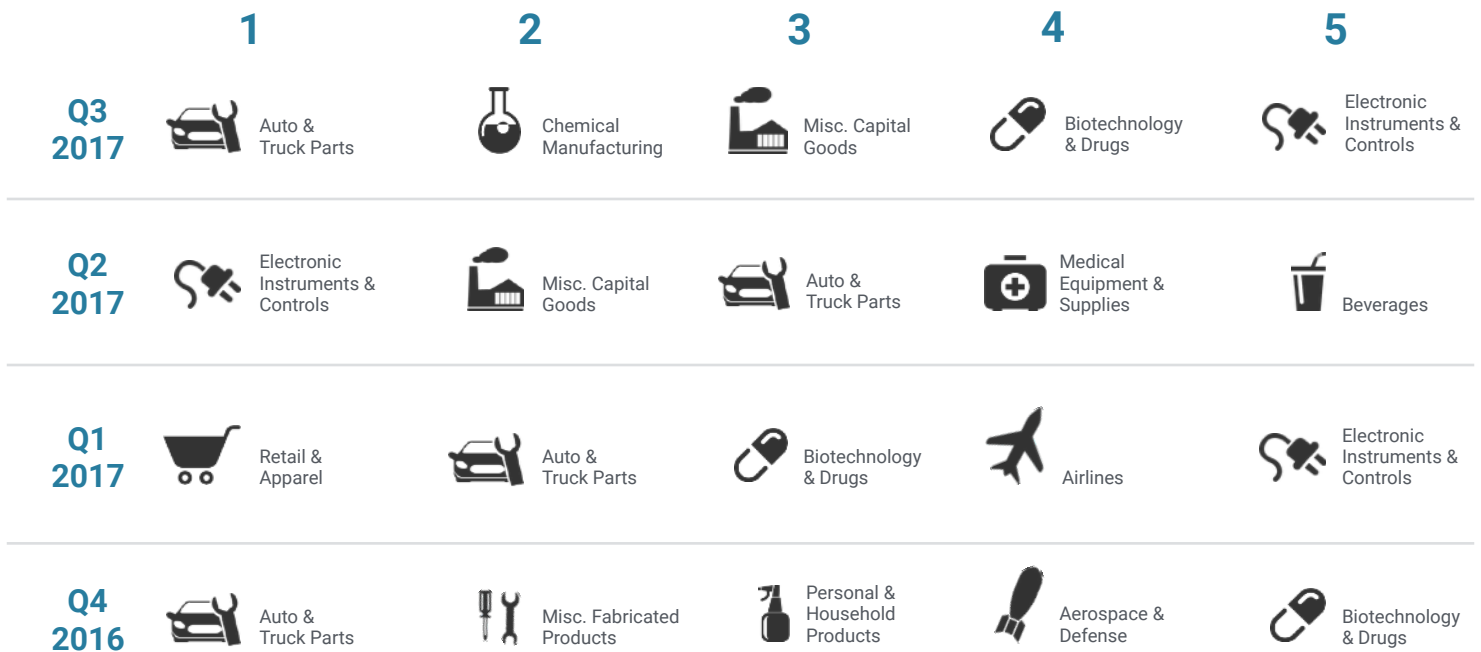 1 2 3 4 5
Q3
2017
Auto &
Truck Parts
Chemical
Manufacturing
Misc. Capital
Goods
Biotechnology
& Drugs
Electronic
Instruments &
Controls
Q2
2017
Electronic
Instruments &
Controls
Misc. Capital
Goods
Auto &
Truck Parts
Medical
Equipment &
Supplies
Beverages
Q1
2017
Retail &
Apparel
Auto &
Truck Parts
Biotechnology
& Drugs
Airlines
Electronic
Instruments &
Controls
Q4
2016
Auto &
Truck Parts
Misc. Fabricated
Products
Personal &
Household
Products
Aerospace &
Defense
Biotechnology
& Drugs